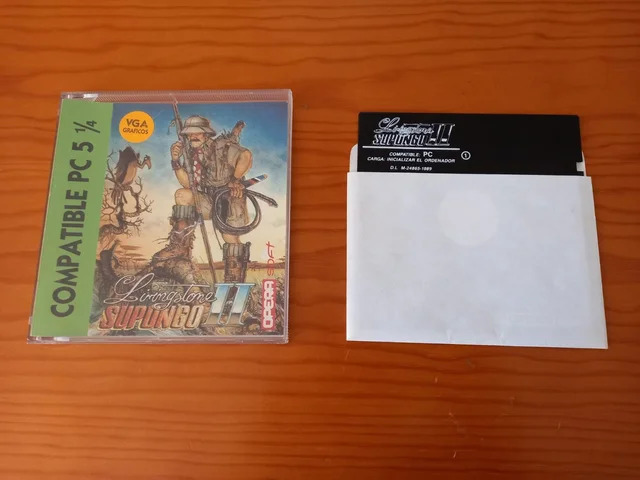 COMPATIBLE PC 5 1/4
VGA
GRAFICOS
Livingstone
SUPONGO II
OPERA SOFT
Livingstone
SUPONGO II
COMPATIBLE PC
CARGA: INICIALIZAR EL ORDENADOR
1
D.L. M-24865-1989